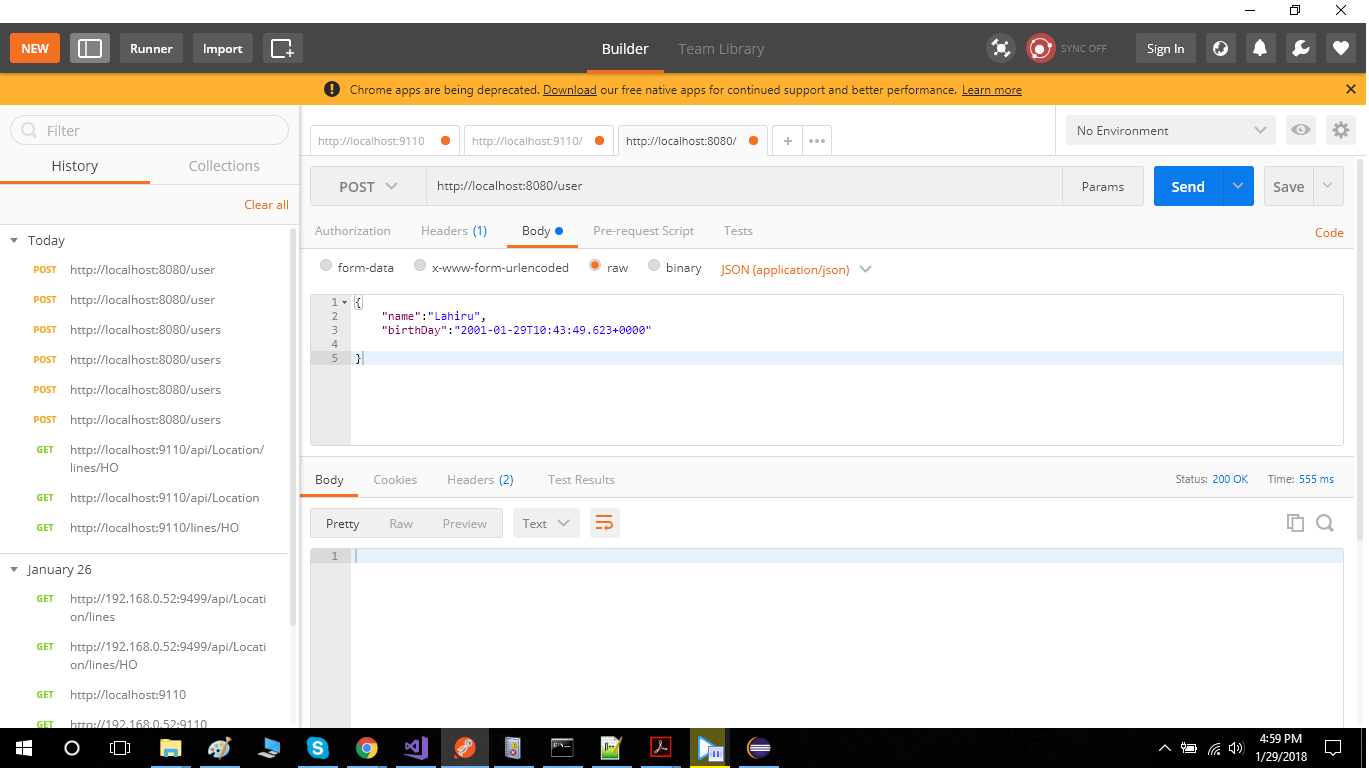 NEW
Runner
Import
Builder
Team Library
SYNC OFF
Sign In
Chrome apps are being deprecated. Download our free native apps for continued support and better performance. Learn more
Filter
History
Collections
Clear all
Today
POST http://localhost:8080/user
POST http://localhost:8080/user
POST http://localhost:8080/users
POST http://localhost:8080/users
POST http://localhost:8080/users
POST http://localhost:8080/users
GET http://localhost:9110/api/Location/
lines/HO
GET http://localhost:9110/api/Location
GET http://localhost:9110/lines/HO
January 26
GET http://192.168.0.52:9499/api/Locati
on/lines
GET http://192.168.0.52:9499/api/Locati
on/lines/HO
GET http://localhost:9110
GET http://192.168.0.52:9110
http://localhost:9110
http://localhost:9110/
http://localhost:8080/
No Environment
POST
http://localhost:8080/user
Params
Send
Save
Authorization
Headers (1)
Body
Pre-request Script
Tests
Code
form-data
x-www-form-urlencoded
raw
binary
JSON (application/json)
1 {
2 "name":"Lahiru",
3 "birthDay":"2001-01-29T10:43:49.623+0000"
4
5 }
Body
Cookies
Headers (2)
Test Results
Status: 200 OK
Time: 555 ms
Pretty
Raw
Preview
Text
1
4:59 PM
1/29/2018